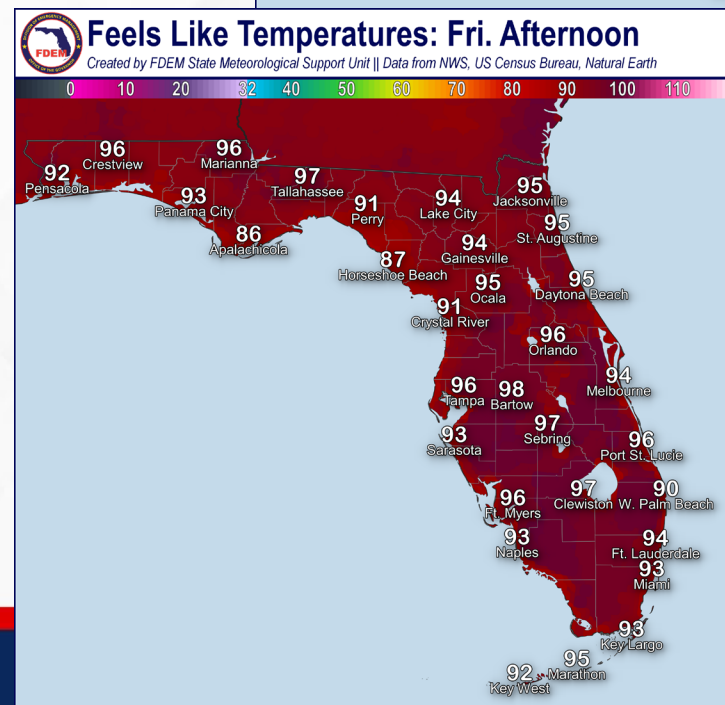 Feels Like Temperatures: Fri. Afternoon
Created by FDEM State Meteorological Support Unit || Data from NWS, US Census Bureau, Natural Earth
FDEM
0 10 20 32 40 50 60 70 80 90 100 110
96
Crestview
96
Marianna
92
Pensacola
97
Tallahassee
93
Panama City
91
Perry
94
Lake City
95
Jacksonville
86
Apalachicola
95
St. Augustine
94
Gainesville
87
Horseshoe Beach
95
Ocala
95
Daytona Beach
91
Crystal River
96
Orlando
94
Melbourne
96
Tampa
98
Bartow
97
Sebring
93
Sarasota
96
Port St. Lucie
97
Clewiston
90
W. Palm Beach
96
Ft. Myers
93
Naples
94
Ft. Lauderdale
93
Miami
93
Key Largo
95
Marathon
92
Key West